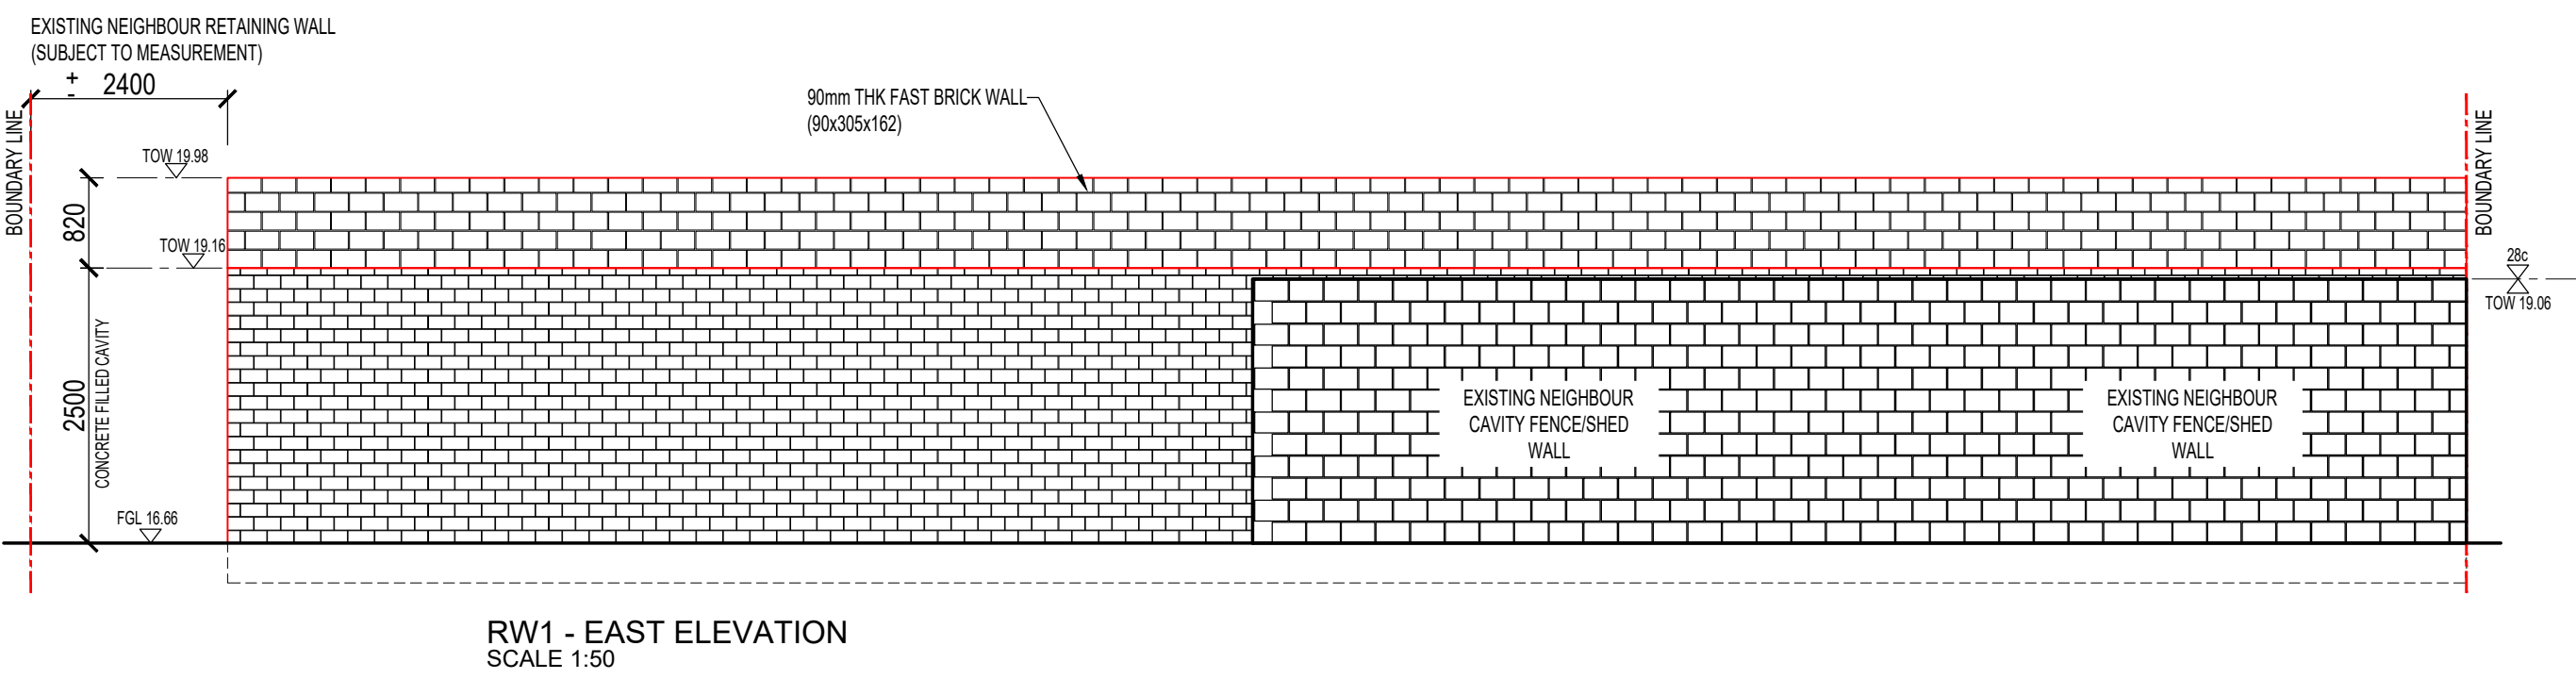 EXISTING NEIGHBOUR RETAINING WALL
(SUBJECT TO MEASUREMENT)
+
- 2400
BOUNDARY LINE
90mm THK FAST BRICK WALL
(90x305x162)
BOUNDARY LINE
TOW 19.98
820
TOW 19.16
28c
TOW 19.06
2500
CONCRETE FILLED CAVITY
EXISTING NEIGHBOUR
CAVITY FENCE/SHED
WALL
EXISTING NEIGHBOUR
CAVITY FENCE/SHED
WALL
FGL 16.66
RW1 - EAST ELEVATION
SCALE 1:50